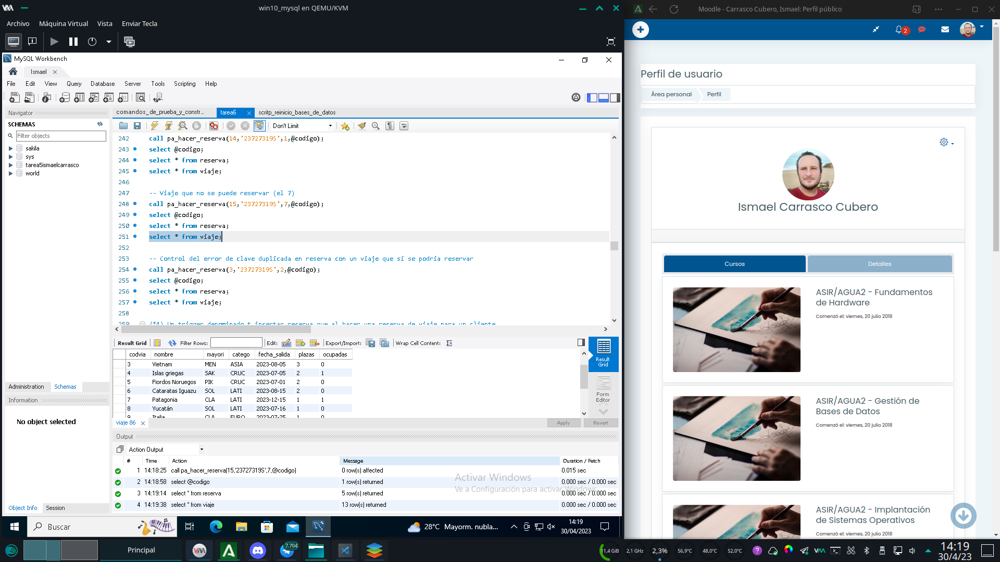 win10_mysql en QEMU/KVM
Archivo Máquina Virtual Vista Enviar Tecla
MySQL Workbench
Ismael
File Edit View Query Database Server Tools Scripting Help
Navigator
SCHEMAS
Filter objects
sakila
sys
tarea5ismaelcarrasco
world
Administration Schemas
Information
No object selected
Object Info Session
comandos_de_prueba_y_constr... tarea6 scritp_reinicio_bases_de_datos
Don't Limit
242 call pa_hacer_reserva(14,'23727319S',1,@codigo);
243 select @codigo;
244 select * from reserva;
245 select * from viaje;
246
247 -- Viaje que no se puede reservar (el 7)
248 call pa_hacer_reserva(15,'23727319S',7,@codigo);
249 select @codigo;
250 select * from reserva;
251 select * from viaje;
252
253 -- Control del error de clave duplicada en reserva con un viaje que sí se podría reservar
254 call pa_hacer_reserva(3,'23727319S',2,@codigo);
255 select @codigo;
256 select * from reserva;
257 select * from viaje;
258
259 (*4) Un trigger denominado t_insertar_reserva que al hacer una reserva de viaje para un cliente
Result Grid Filter Rows: Edit: Export/Import: Wrap Cell Content:
codvia nombre mayori catego fecha_salida plazas ocupadas
3 Vietnam MEN ASIA 2023-08-05 3 0
4 Islas griegas SAK CRUC 2023-07-05 2 1
5 Fiordos Noruegos PIK CRUC 2023-07-01 2 0
6 Cataratas Iguazu SOL LATI 2023-08-15 2 0
7 Patagonia CLA LATI 2023-12-15 1 1
8 Yucatán SOL LATI 2023-07-16 1 0
9 Italia CLA EURO 2023-07-25 1 0
Result Grid
Form Editor
viaje 86
Apply Revert
Output
Action Output
# Time Action Message Duration / Fetch
1 14:18:25 call pa_hacer_reserva(15,'23727319S',7,@codigo) 0 row(s) affected 0.015 sec
2 14:18:58 select @codigo 1 row(s) returned 0.000 sec / 0.000 sec
3 14:19:14 select * from reserva 5 row(s) returned 0.000 sec / 0.000 sec
4 14:19:38 select * from viaje 13 row(s) returned 0.000 sec / 0.000 sec
Activar Windows
Ve a Configuración para activar Windows.
Buscar
28°C Mayorm. nubla...
14:19
30/04/2023
Moodle - Carrasco Cubero, Ismael: Perfil público
2
Perfil de usuario
Área personal Perfil
Ismael Carrasco Cubero
Cursos Detalles
ASIR/AGUA2 - Fundamentos
de Hardware
Comenzó el: viernes, 20 julio 2018
ASIR/AGUA2 - Gestión de
Bases de Datos
Comenzó el: viernes, 20 julio 2018
ASIR/AGUA2 - Implantación
de Sistemas Operativos
Comenzó el: viernes, 20 julio 2018
Principal
7.704
11,4 GiB 2,1 GHz 2,3% 56,9°C 48,0°C 52,0°C
14:19
30/4/23